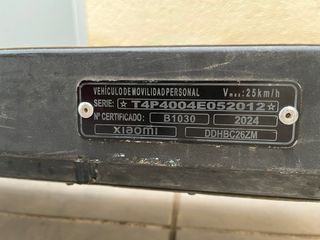 VEHÍCULO DE MOVILIDAD PERSONAL Vmax:25km/h
SERIE: ☆ T4P4004E052012 ☆
Nº CERTIFICADO: B1030 2024
xiaomi DDHBC26ZM